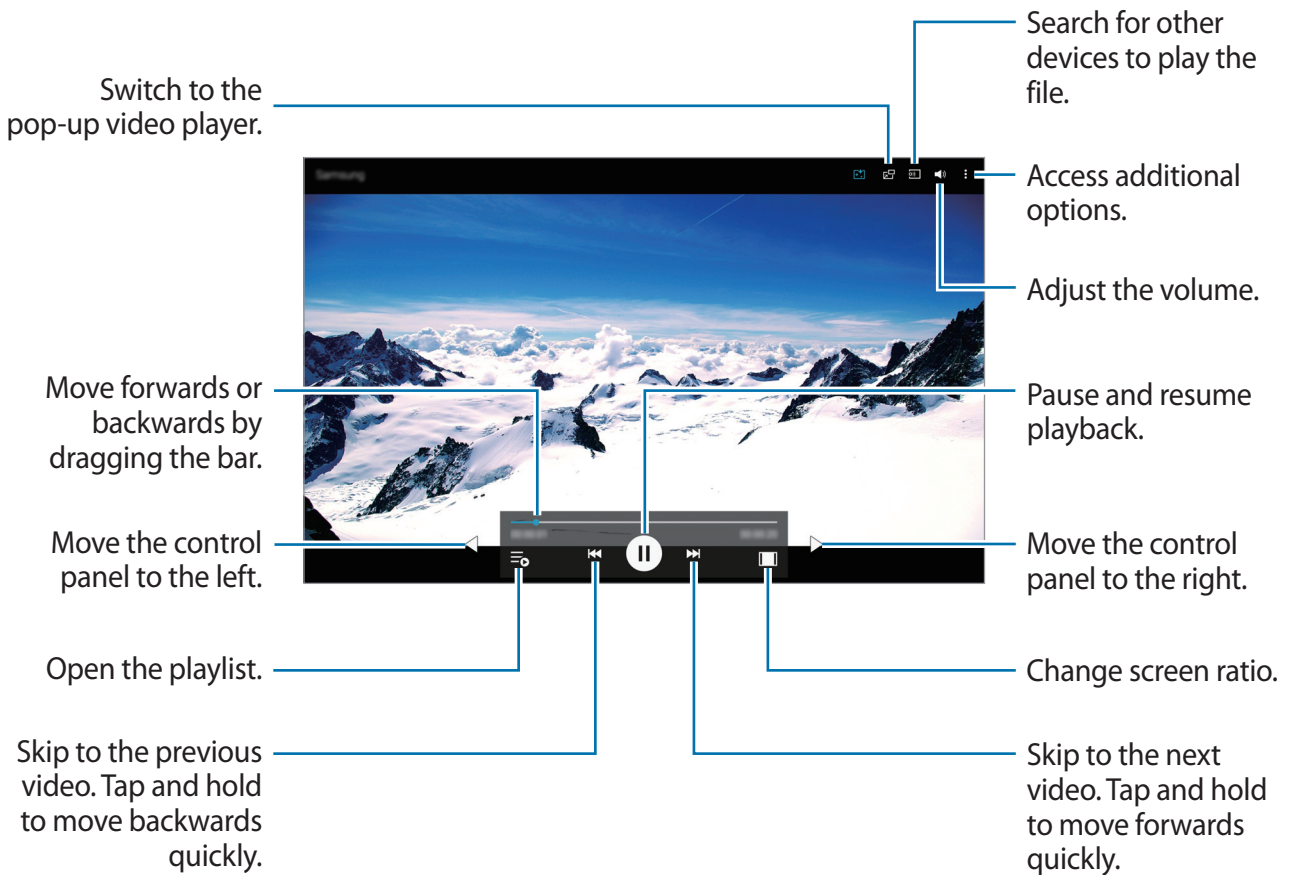 Search for other
devices to play the
file.
Switch to the
pop-up video player.
Samsung
Access additional
options.
Adjust the volume.
Move forwards or
backwards by
dragging the bar.
Pause and resume
playback.
Move the control
panel to the left.
Move the control
panel to the right.
Open the playlist.
Change screen ratio.
Skip to the previous
video. Tap and hold
to move backwards
quickly.
Skip to the next
video. Tap and hold
to move forwards
quickly.